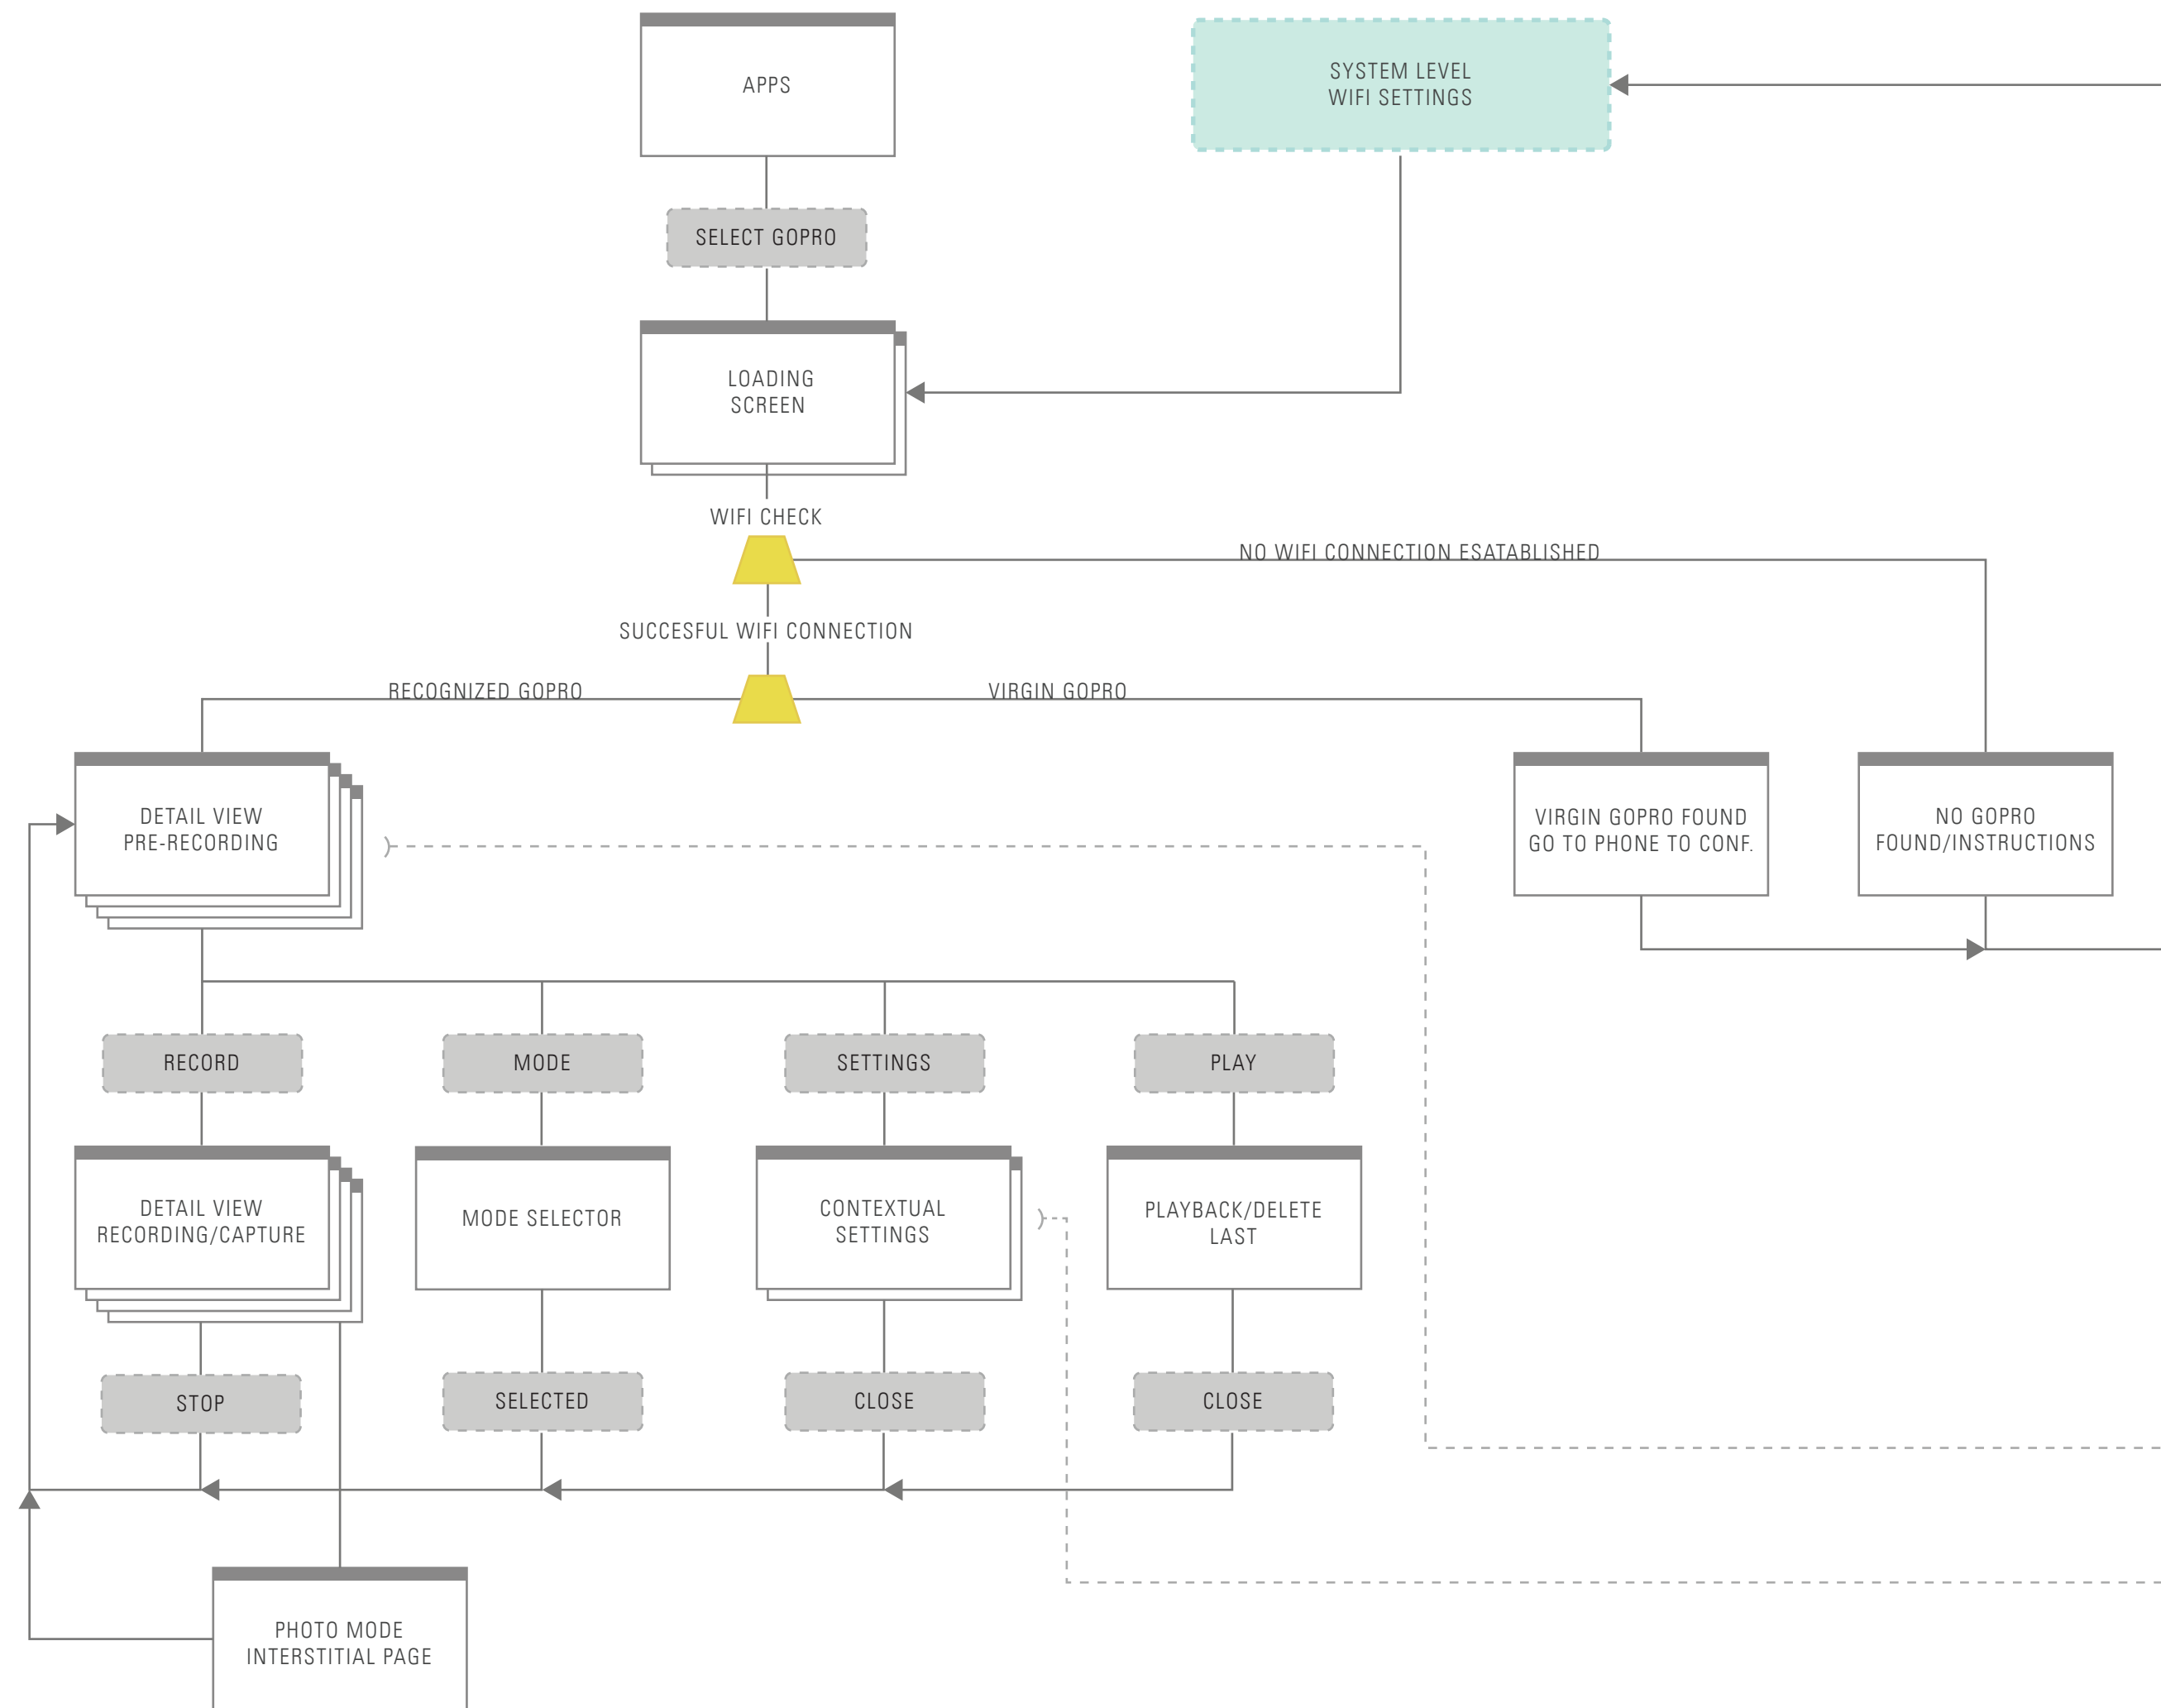 APPS
SYSTEM LEVEL
WIFI SETTINGS
SELECT GOPRO
LOADING
SCREEN
WIFI CHECK
NO WIFI CONNECTION ESATABLISHED
SUCCESFUL WIFI CONNECTION
RECOGNIZED GOPRO
VIRGIN GOPRO
DETAIL VIEW
PRE-RECORDING
VIRGIN GOPRO FOUND
GO TO PHONE TO CONF.
NO GOPRO
FOUND/INSTRUCTIONS
RECORD
MODE
SETTINGS
PLAY
DETAIL VIEW
RECORDING/CAPTURE
MODE SELECTOR
CONTEXTUAL
SETTINGS
PLAYBACK/DELETE
LAST
STOP
SELECTED
CLOSE
CLOSE
PHOTO MODE
INTERSTITIAL PAGE